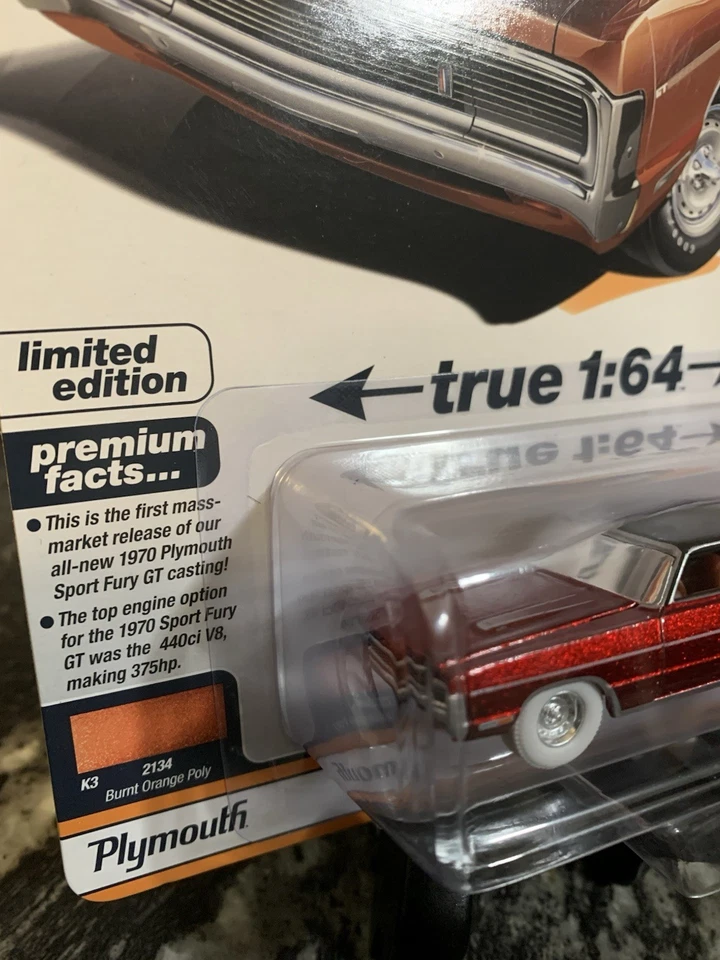 GT
limited
edition
true 1:64
premium
facts...
This is the first mass-
market release of our
all-new 1970 Plymouth
Sport Fury GT casting!
The top engine option
for the 1970 Sport Fury
GT was the 440ci V8,
making 375hp.
K3
2134
Burnt Orange Poly
Plymouth